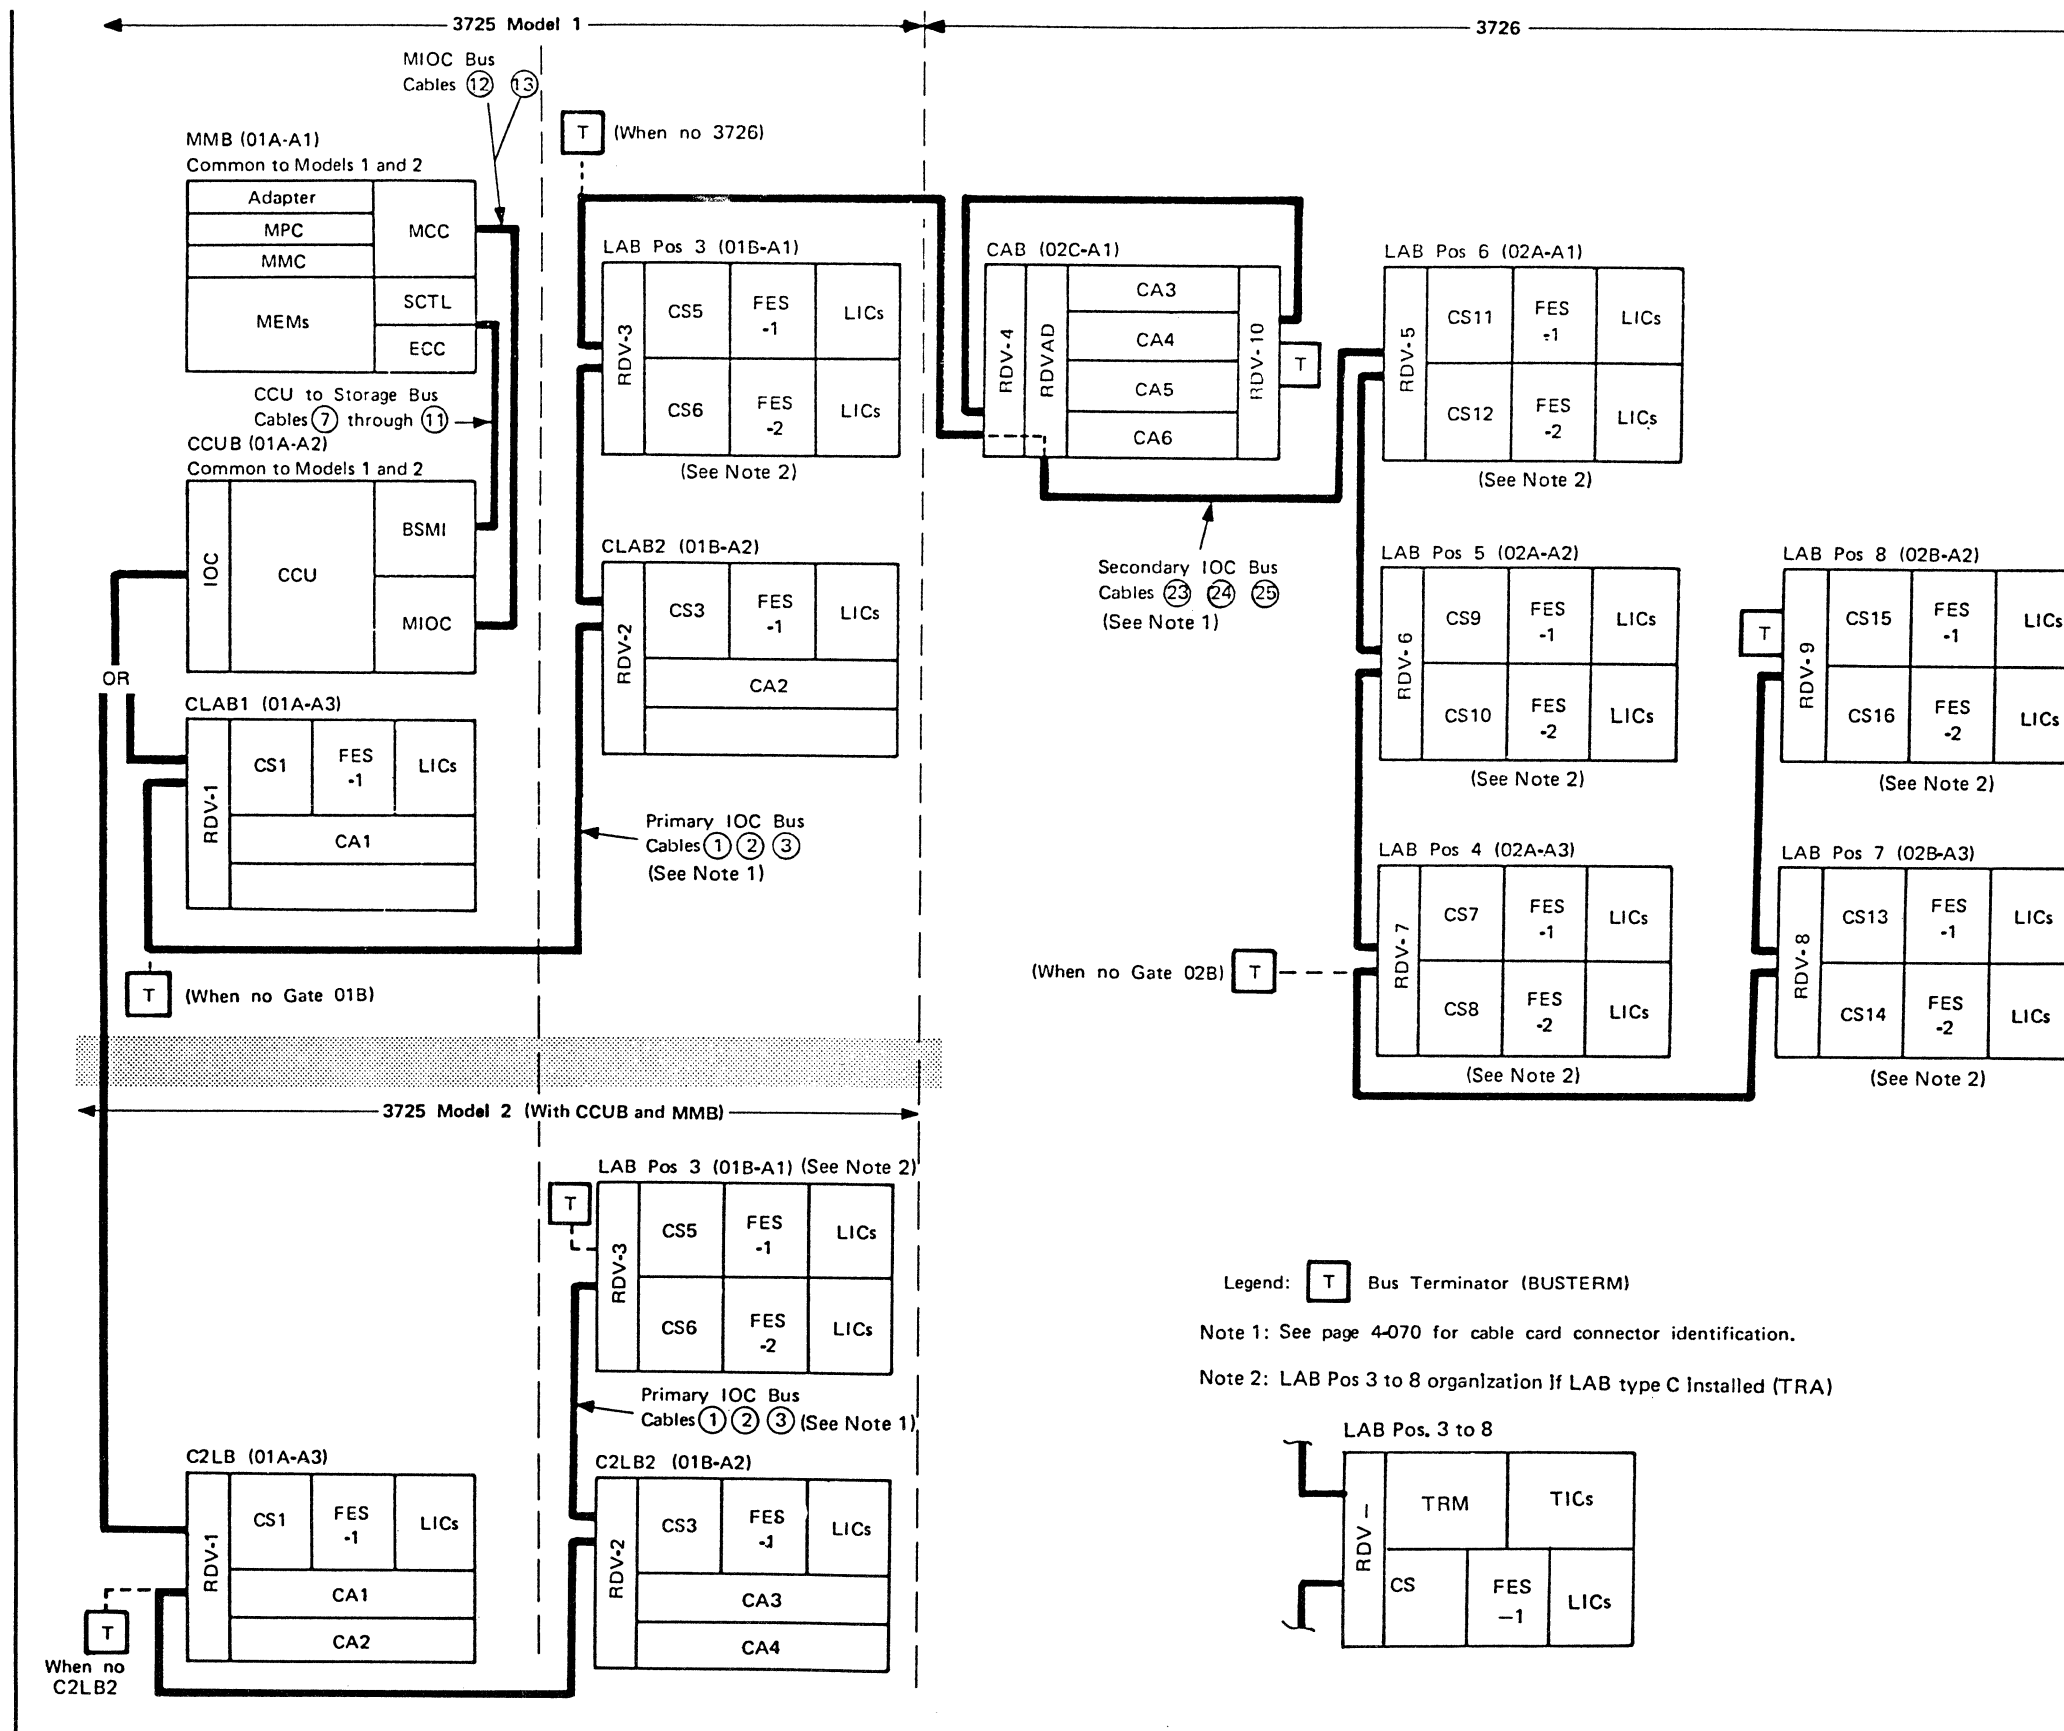 3725 Model 1
3726
MIOC Bus
Cables 12 13
T (When no 3726)
MMB (01A-A1)
Common to Models 1 and 2
Adapter
MPC
MMC
MCC
MEMs
SCTL
ECC
CCU to Storage Bus
Cables 7 through 11
CCUB (01A-A2)
Common to Models 1 and 2
IOC
CCU
BSMI
MIOC
OR
CLAB1 (01A-A3)
RDV-1
CS1
FES
-1
LICs
CA1
T (When no Gate 01B)
LAB Pos 3 (01B-A1)
RDV-3
CS5
FES
-1
LICs
CS6
FES
-2
LICs
(See Note 2)
CLAB2 (01B-A2)
RDV-2
CS3
FES
-1
LICs
CA2
Primary IOC Bus
Cables 1 2 3
(See Note 1)
CAB (02C-A1)
RDV-4
RDVAD
CA3
CA4
CA5
CA6
RDV-10
T
Secondary IOC Bus
Cables 23 24 25
(See Note 1)
LAB Pos 6 (02A-A1)
RDV-5
CS11
FES
-1
LICs
CS12
FES
-2
LICs
(See Note 2)
LAB Pos 5 (02A-A2)
RDV-6
CS9
FES
-1
LICs
CS10
FES
-2
LICs
(See Note 2)
LAB Pos 4 (02A-A3)
RDV-7
CS7
FES
-1
LICs
CS8
FES
-2
LICs
(See Note 2)
(When no Gate 02B) T
LAB Pos 8 (02B-A2)
T
RDV-9
CS15
FES
-1
LICs
CS16
FES
-2
LICs
(See Note 2)
LAB Pos 7 (02B-A3)
RDV-8
CS13
FES
-1
LICs
CS14
FES
-2
LICs
(See Note 2)
3725 Model 2 (With CCUB and MMB)
LAB Pos 3 (01B-A1) (See Note 2)
T
RDV-3
CS5
FES
-1
LICs
CS6
FES
-2
LICs
Primary IOC Bus
Cables 1 2 3 (See Note 1)
C2LB (01A-A3)
RDV-1
CS1
FES
-1
LICs
CA1
CA2
T
When no
C2LB2
C2LB2 (01B-A2)
RDV-2
CS3
FES
-1
LICs
CA3
CA4
Legend: T Bus Terminator (BUSTERM)
Note 1: See page 4-070 for cable card connector identification.
Note 2: LAB Pos 3 to 8 organization if LAB type C installed (TRA)
LAB Pos. 3 to 8
RDV —
TRM
TICs
CS
FES
—1
LICs